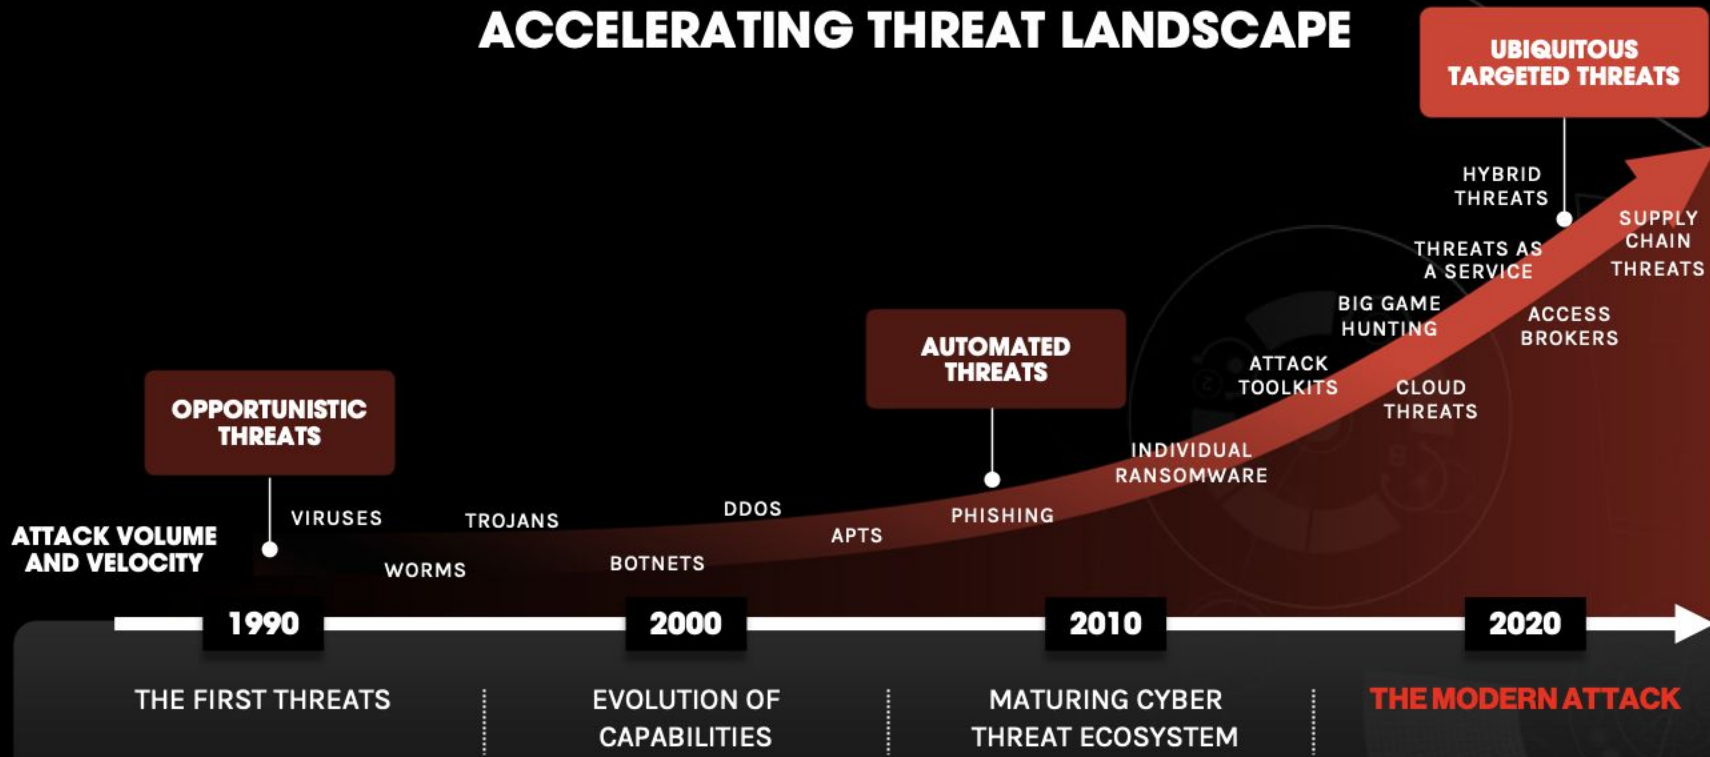 ACCELERATING THREAT LANDSCAPE
UBIQUITOUS
TARGETED THREATS
HYBRID
THREATS
SUPPLY
CHAIN
THREATS
THREATS AS
A SERVICE
BIG GAME
HUNTING
ACCESS
BROKERS
AUTOMATED
THREATS
ATTACK
TOOLKITS
CLOUD
THREATS
OPPORTUNISTIC
THREATS
INDIVIDUAL
RANSOMWARE
VIRUSES
TROJANS
DDOS
PHISHING
APTS
ATTACK VOLUME
AND VELOCITY
WORMS
BOTNETS
1990
2000
2010
2020
THE FIRST THREATS
EVOLUTION OF
CAPABILITIES
MATURING CYBER
THREAT ECOSYSTEM
THE MODERN ATTACK